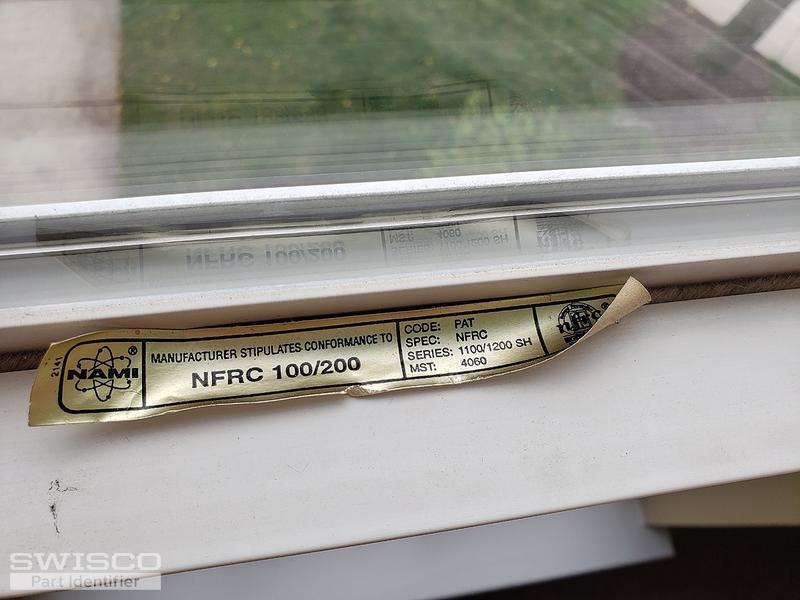 2141
NAMI ®
MANUFACTURER STIPULATES CONFORMANCE TO
NFRC 100/200
CODE: PAT
SPEC: NFRC
SERIES: 1100/1200 SH
MST: 4060
SWISCO
Part Identifier